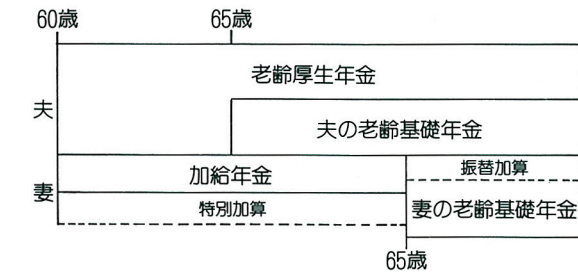 60歳
65歳
老齢厚生年金
夫
夫の老齢基礎年金
加給年金
振替加算
妻
特別加算
妻の老齢基礎年金
65歳